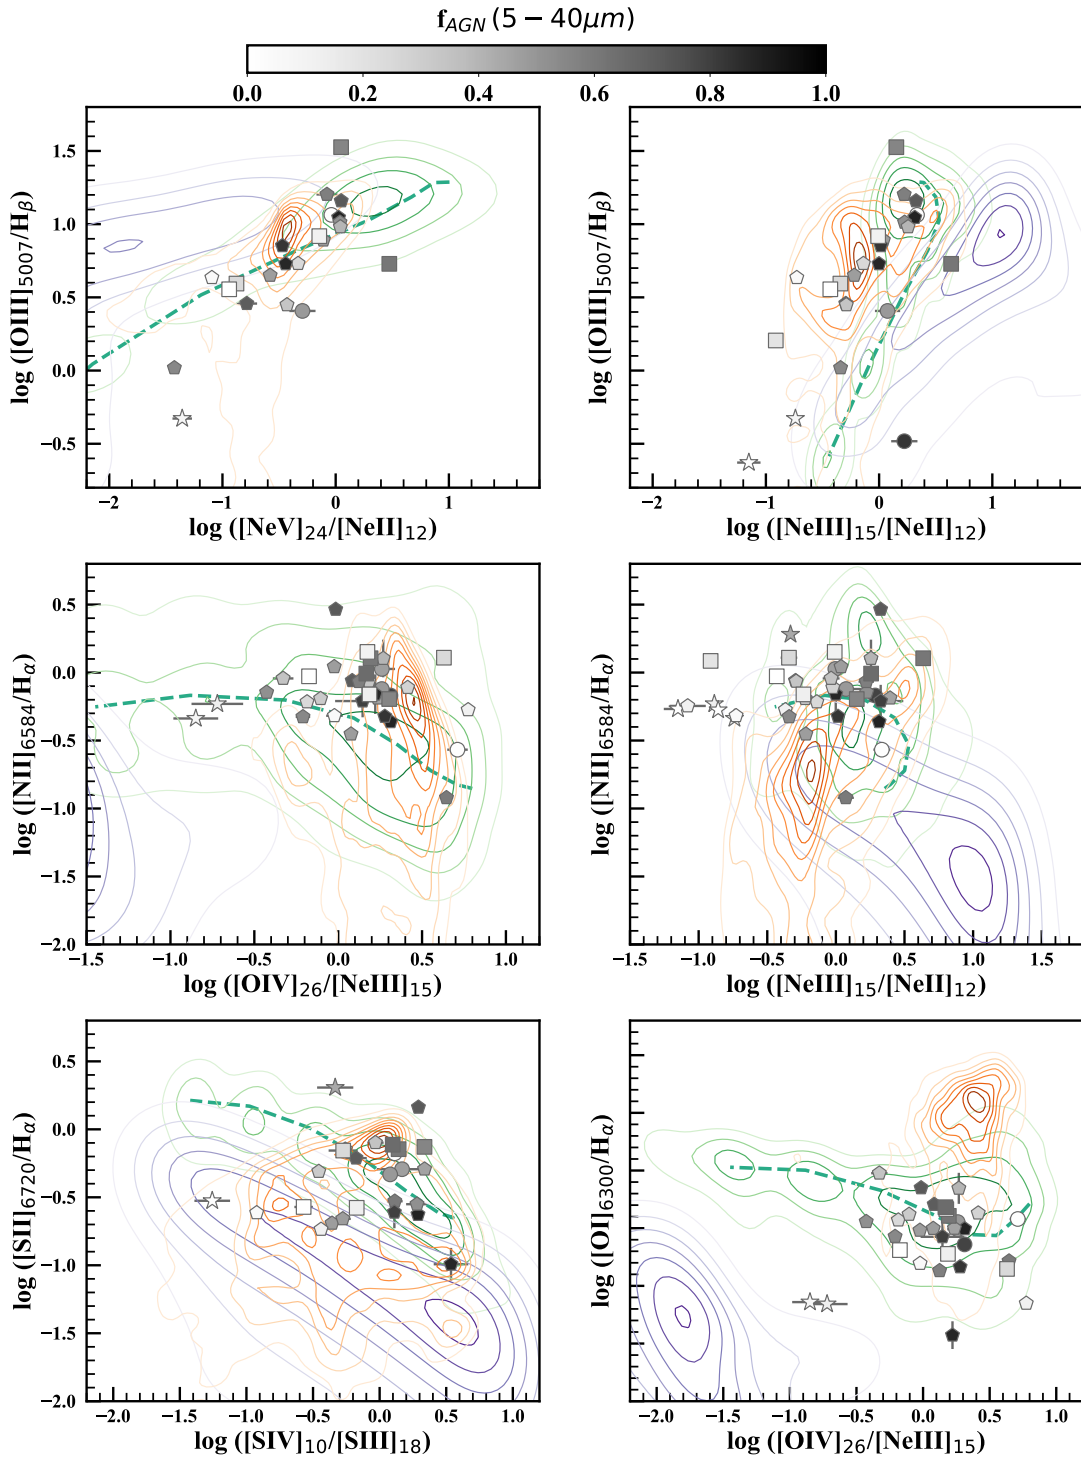 f_AGN (5 − 40μm)
0.0 0.2 0.4 0.6 0.8 1.0
log ([OIII]5007/Hβ)
1.5
1.0
0.5
0.0
−0.5
−2 −1 0 1
log ([NeV]24/[NeII]12)
log ([OIII]5007/Hβ)
1.5
1.0
0.5
0.0
−0.5
−2 −1 0 1
log ([NeIII]15/[NeII]12)
log ([NII]6584/Hα)
0.5
0.0
−0.5
−1.0
−1.5
−2.0
−1.5 −1.0 −0.5 0.0 0.5 1.0
log ([OIV]26/[NeIII]15)
log ([NII]6584/Hα)
0.5
0.0
−0.5
−1.0
−1.5
−2.0
−1.5 −1.0 −0.5 0.0 0.5 1.0 1.5
log ([NeIII]15/[NeII]12)
log ([SII]6720/Hα)
0.5
0.0
−0.5
−1.0
−1.5
−2.0
−2.0 −1.5 −1.0 −0.5 0.0 0.5 1.0
log ([SIV]10/[SIII]18)
log ([OI]6300/Hα)
−2.0 −1.5 −1.0 −0.5 0.0 0.5 1.0
log ([OIV]26/[NeIII]15)